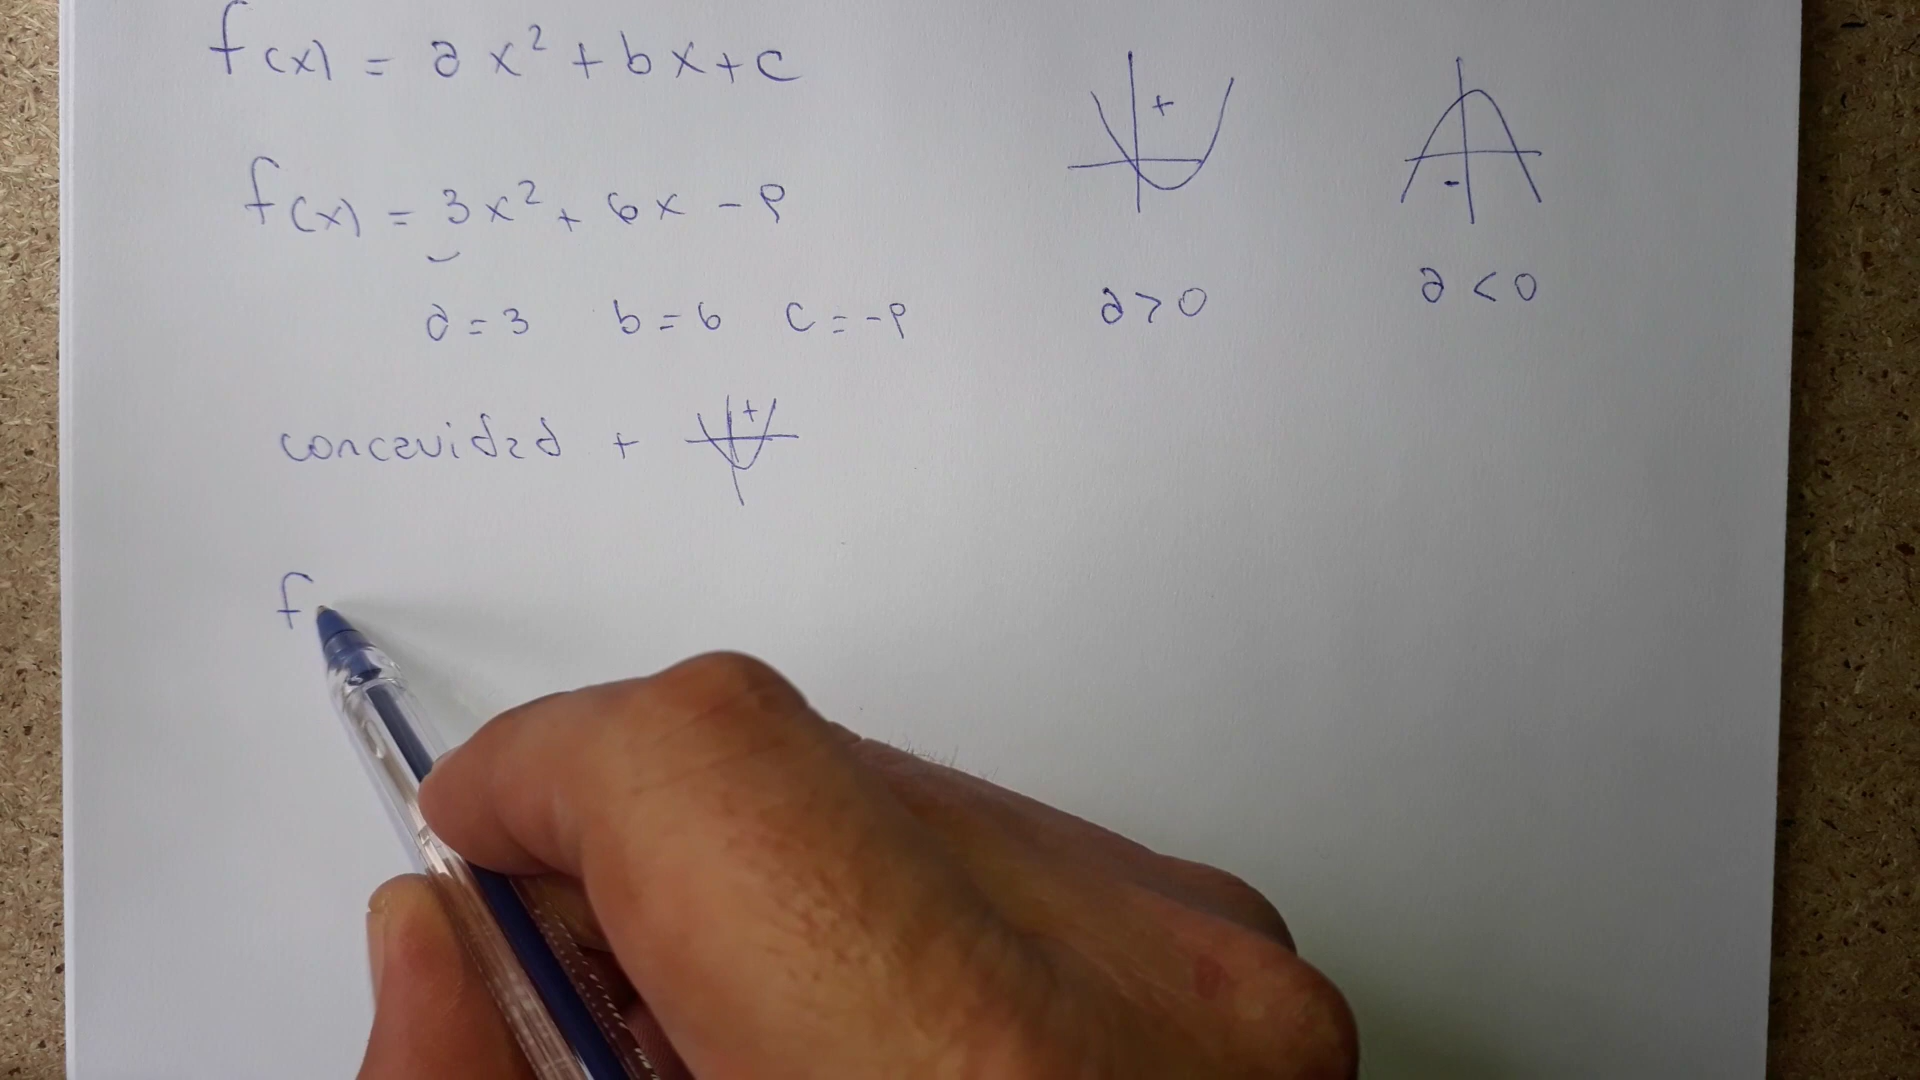 f(x) = a x² + b x + c
+
-
f(x) = 3x² + 6x - 9
a = 3 b = 6 c = -9
a > 0
a < 0
concavidad + +
f